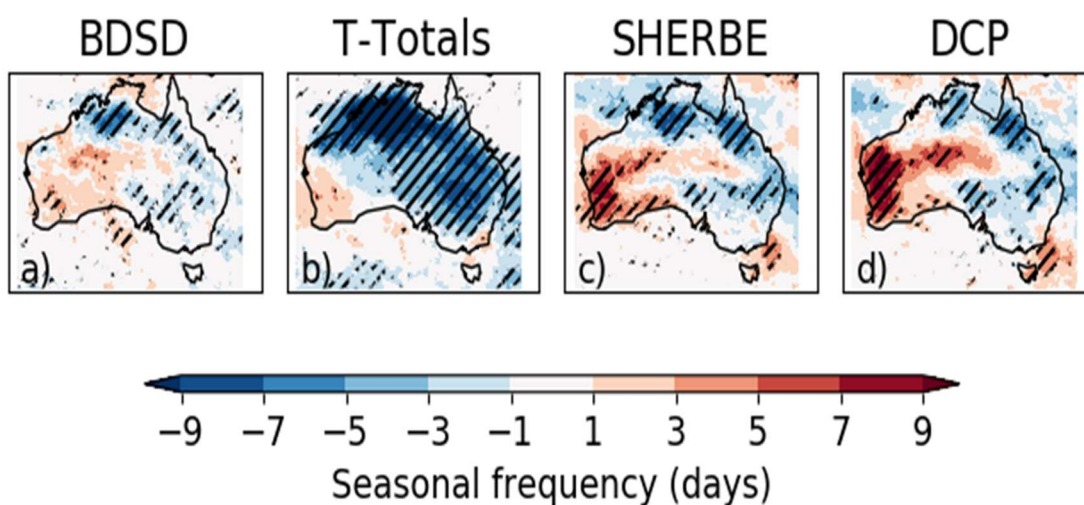 BDSD T-Totals SHERBE DCP
a) b) c) d)
−9 −7 −5 −3 −1 1 3 5 7 9
Seasonal frequency (days)